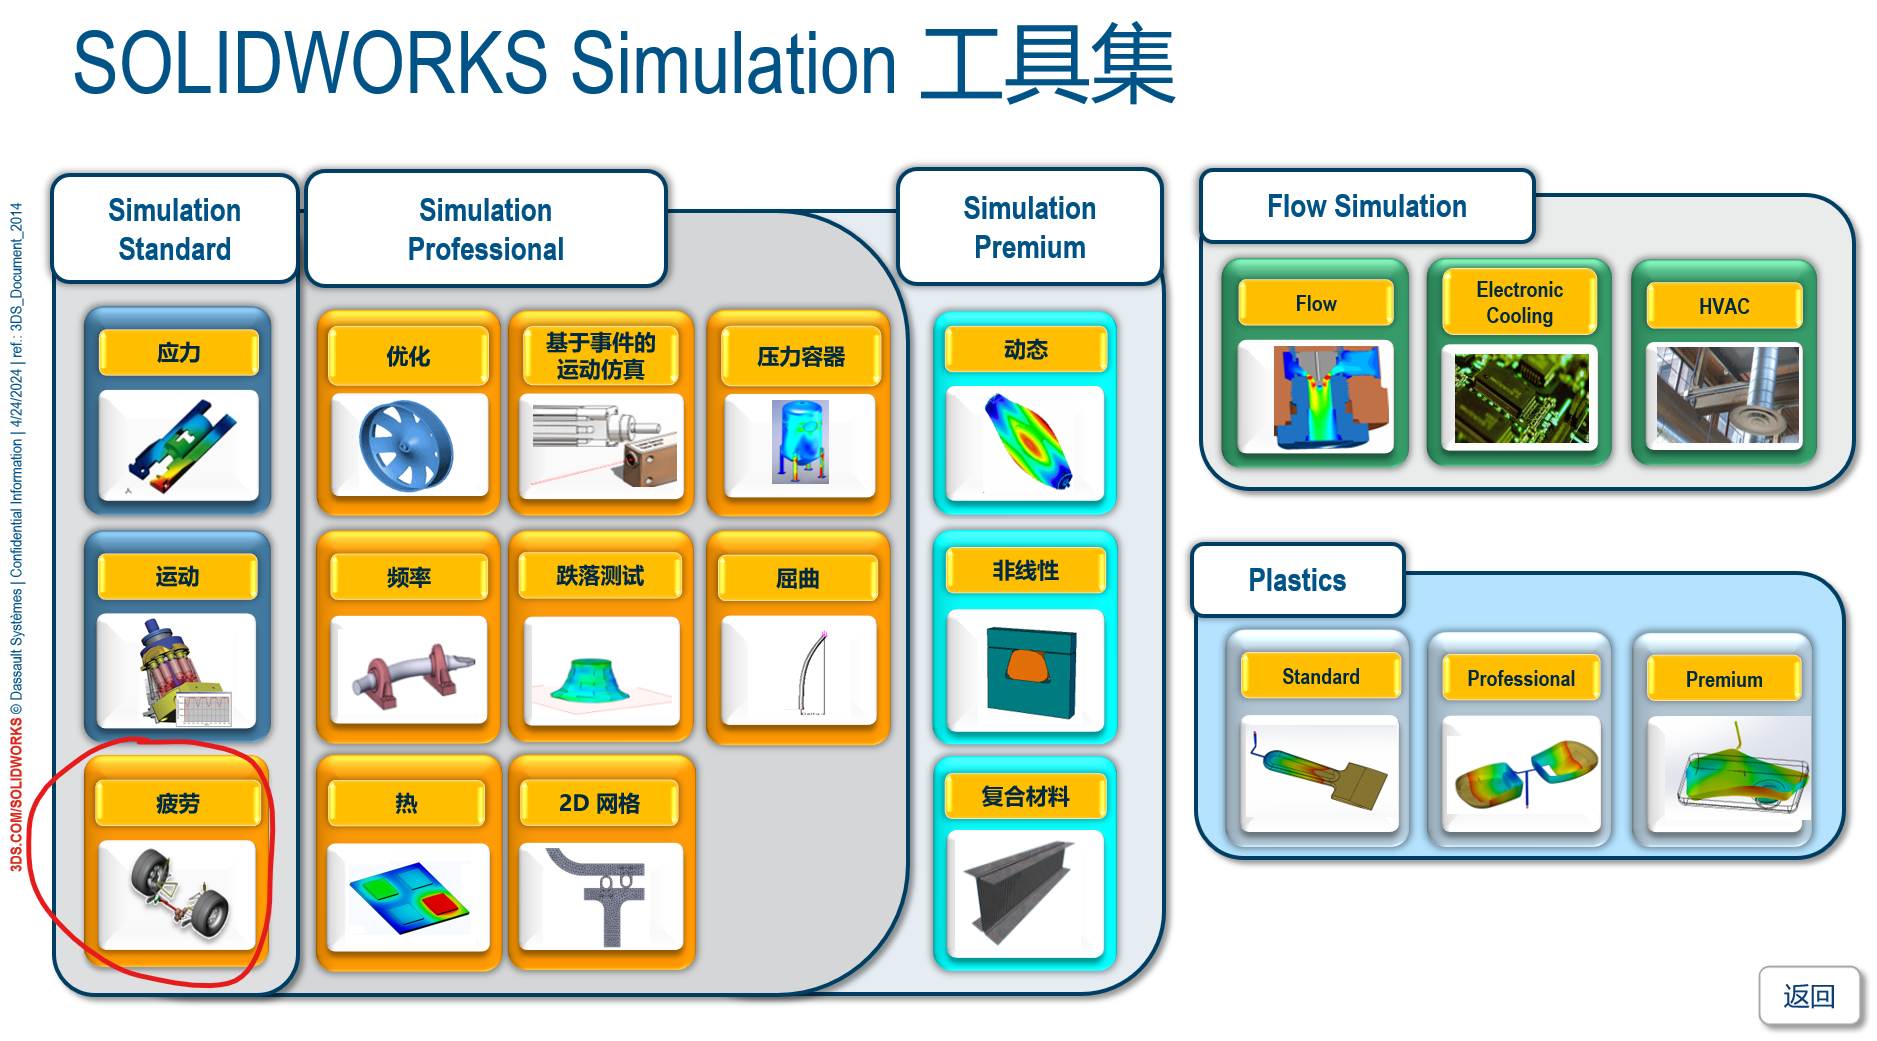 SOLIDWORKS Simulation 工具集
3DS.COM/SOLIDWORKS © Dassault Systèmes | Confidential Information | 4/24/2024 | ref.: 3DS_Document_2014
Simulation
Standard
应力
运动
疲劳
Simulation
Professional
优化
基于事件的
运动仿真
压力容器
频率
跌落测试
屈曲
热
2D 网格
Simulation
Premium
动态
非线性
复合材料
Flow Simulation
Flow
Electronic
Cooling
HVAC
Plastics
Standard
Professional
Premium
返回